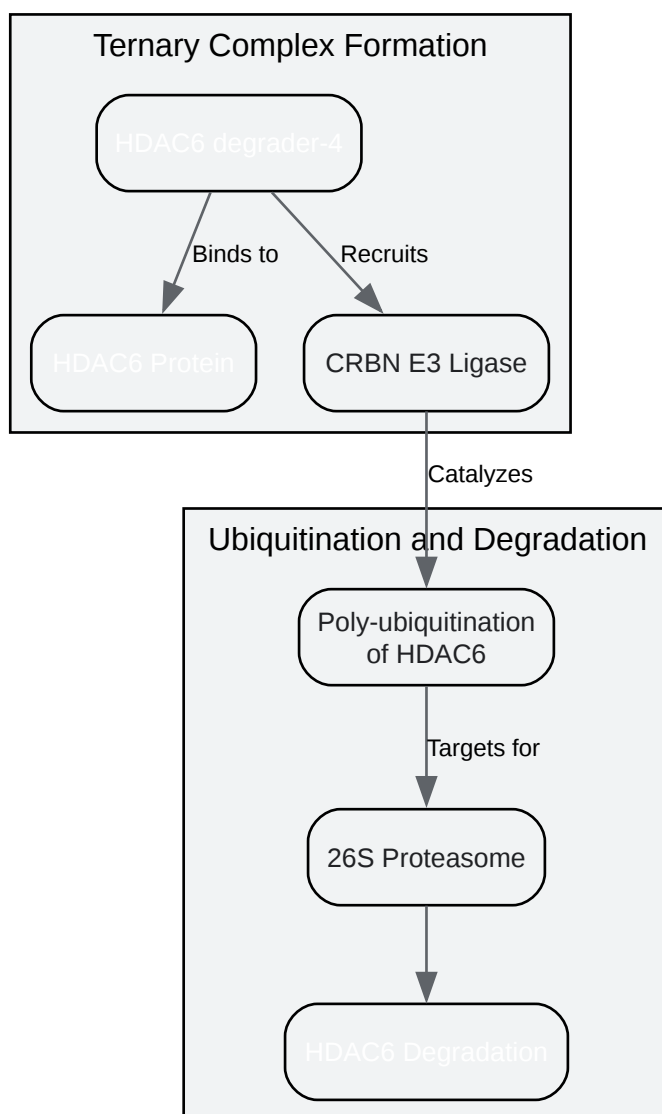 Ternary Complex Formation
HDAC6 degrader-4
Binds to
Recruits
HDAC6 Protein
CRBN E3 Ligase
Catalyzes
Ubiquitination and Degradation
Poly-ubiquitination
of HDAC6
Targets for
26S Proteasome
HDAC6 Degradation